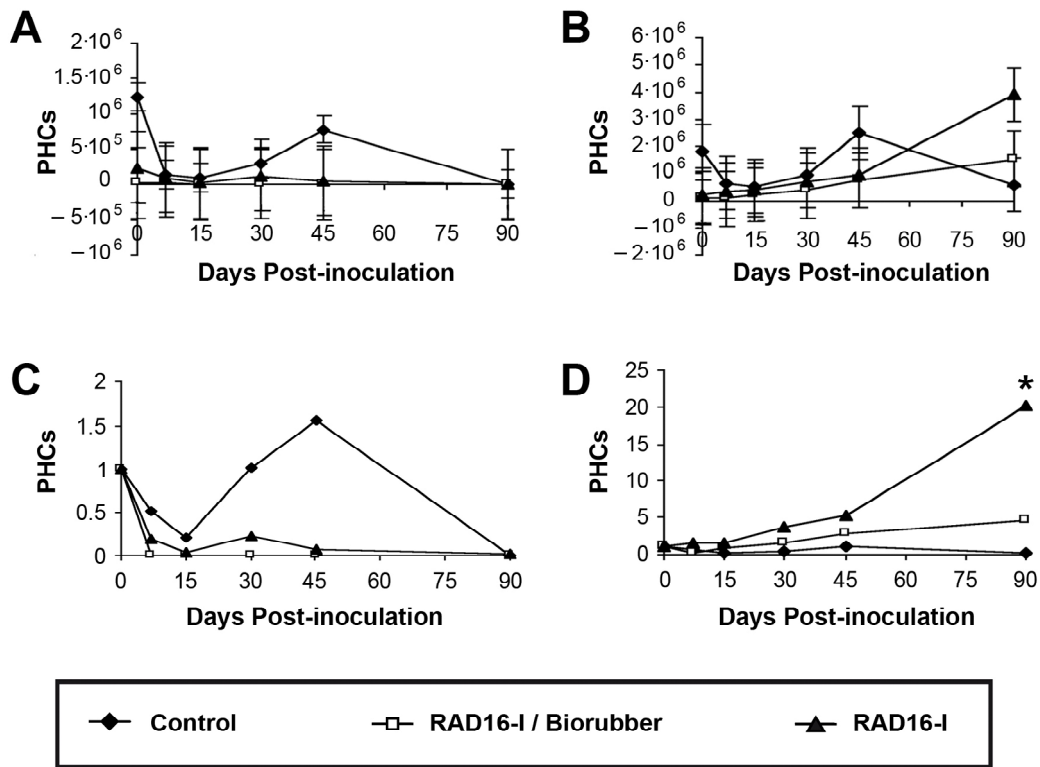 A
2·10⁶
1.5·10⁶
10⁶
5·10⁵
0
−5·10⁵
−10⁶
PHCs
0 15 30 45 60 75 90
Days Post-inoculation
B
6·10⁶
5·10⁶
4·10⁶
3·10⁶
2·10⁶
10⁶
0
−10⁶
−2·10⁶
PHCs
0 15 30 45 60 75 90
Days Post-inoculation
C
2
1.5
1
0.5
0
PHCs
0 15 30 45 60 75 90
Days Post-inoculation
D
25
20
15
10
5
0
PHCs
*
0 15 30 45 60 75 90
Days Post-inoculation
Control RAD16-I / Biorubber RAD16-I